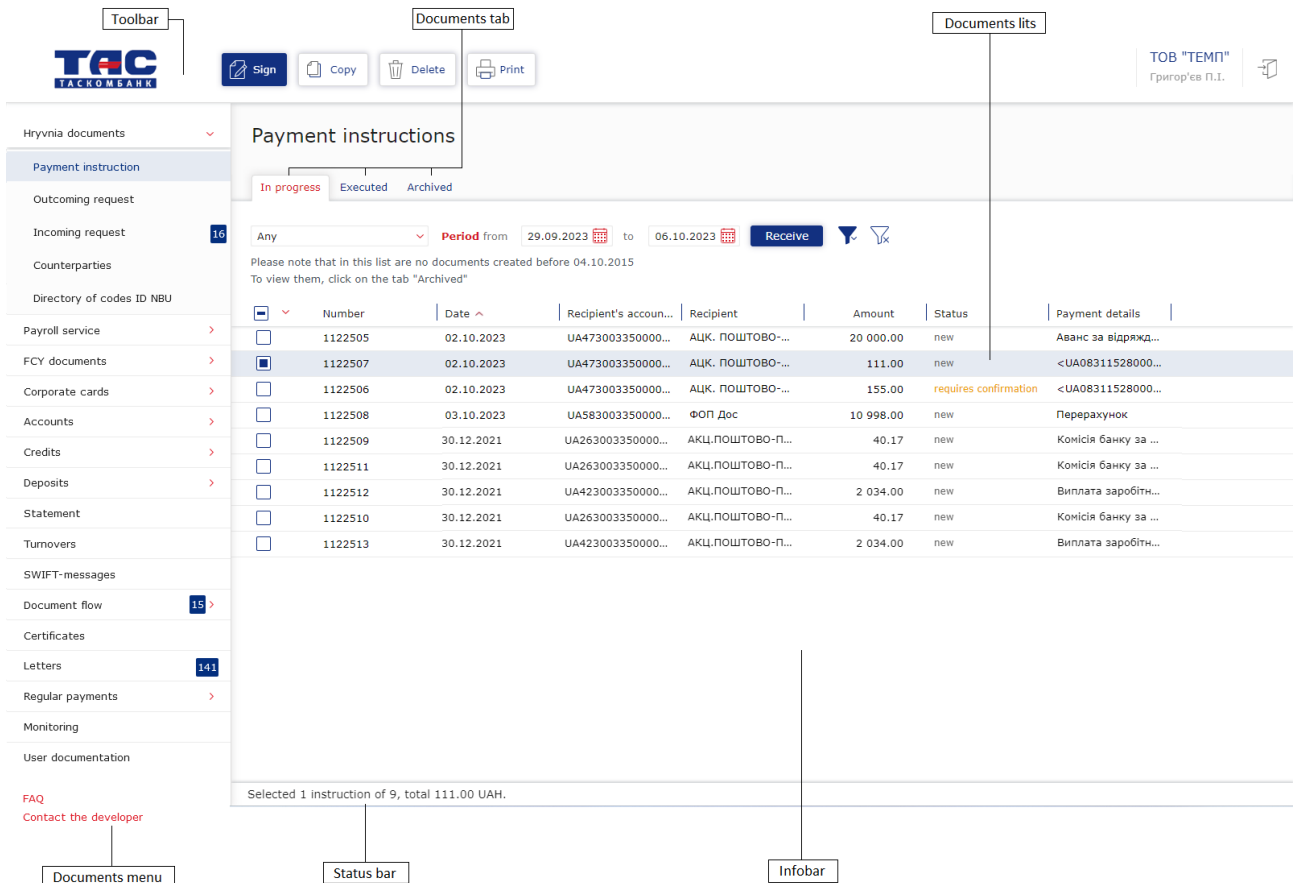 Toolbar
Documents tab
Documents lits
ТАС
ТАСКОМБАНК
Sign Copy Delete Print
ТОВ "ТЕМП"
Григор'єв П.І.
Hryvnia documents
Payment instruction
Outcoming request
Incoming request 16
Counterparties
Directory of codes ID NBU
Payroll service
FCY documents
Corporate cards
Accounts
Credits
Deposits
Statement
Turnovers
SWIFT-messages
Document flow 15
Certificates
Letters 141
Regular payments
Monitoring
User documentation
FAQ
Contact the developer
Payment instructions
In progress Executed Archived
Any Period from 29.09.2023 to 06.10.2023 Receive
Please note that in this list are no documents created before 04.10.2015
To view them, click on the tab "Archived"
Number Date Recipient's accoun... Recipient Amount Status Payment details
1122505 02.10.2023 UA473003350000... АЦК. ПОШТОВО-... 20 000.00 new Аванс за відряжд...
1122507 02.10.2023 UA473003350000... АЦК. ПОШТОВО-... 111.00 new <UA08311528000...
1122506 02.10.2023 UA473003350000... АЦК. ПОШТОВО-... 155.00 requires confirmation <UA08311528000...
1122508 03.10.2023 UA583003350000... ФОП Дос 10 998.00 new Перерахунок
1122509 30.12.2021 UA263003350000... АКЦ.ПОШТОВО-П... 40.17 new Комісія банку за ...
1122511 30.12.2021 UA263003350000... АКЦ.ПОШТОВО-П... 40.17 new Комісія банку за ...
1122512 30.12.2021 UA423003350000... АКЦ.ПОШТОВО-П... 2 034.00 new Виплата заробітн...
1122510 30.12.2021 UA263003350000... АКЦ.ПОШТОВО-П... 40.17 new Комісія банку за ...
1122513 30.12.2021 UA423003350000... АКЦ.ПОШТОВО-П... 2 034.00 new Виплата заробітн...
Selected 1 instruction of 9, total 111.00 UAH.
Documents menu
Status bar
Infobar